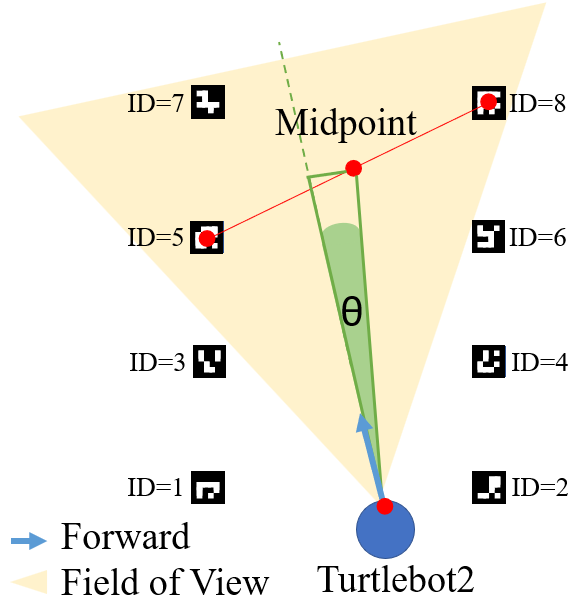 ID=7
ID=8
Midpoint
ID=5
ID=6
θ
ID=3
ID=4
ID=1
ID=2
Forward
Field of View
Turtlebot2